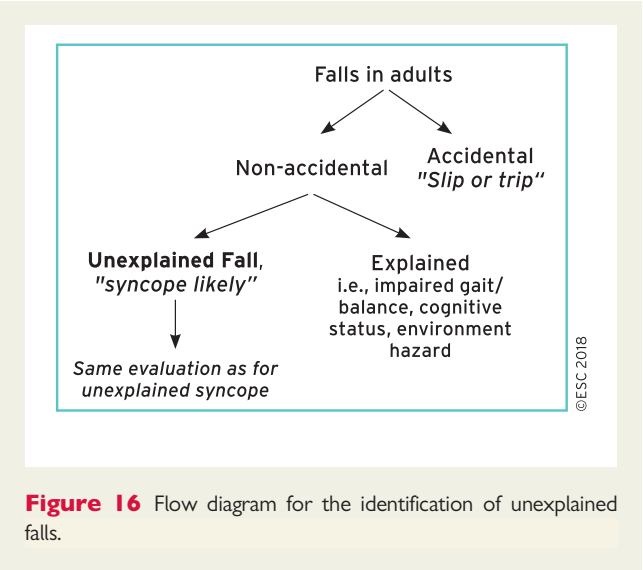 Falls in adults
Non-accidental
Accidental
"Slip or trip“
Unexplained Fall,
"syncope likely”
Explained
i.e., impaired gait/
balance, cognitive
status, environment
hazard
Same evaluation as for
unexplained syncope
©ESC 2018
Figure 16 Flow diagram for the identification of unexplained
falls.